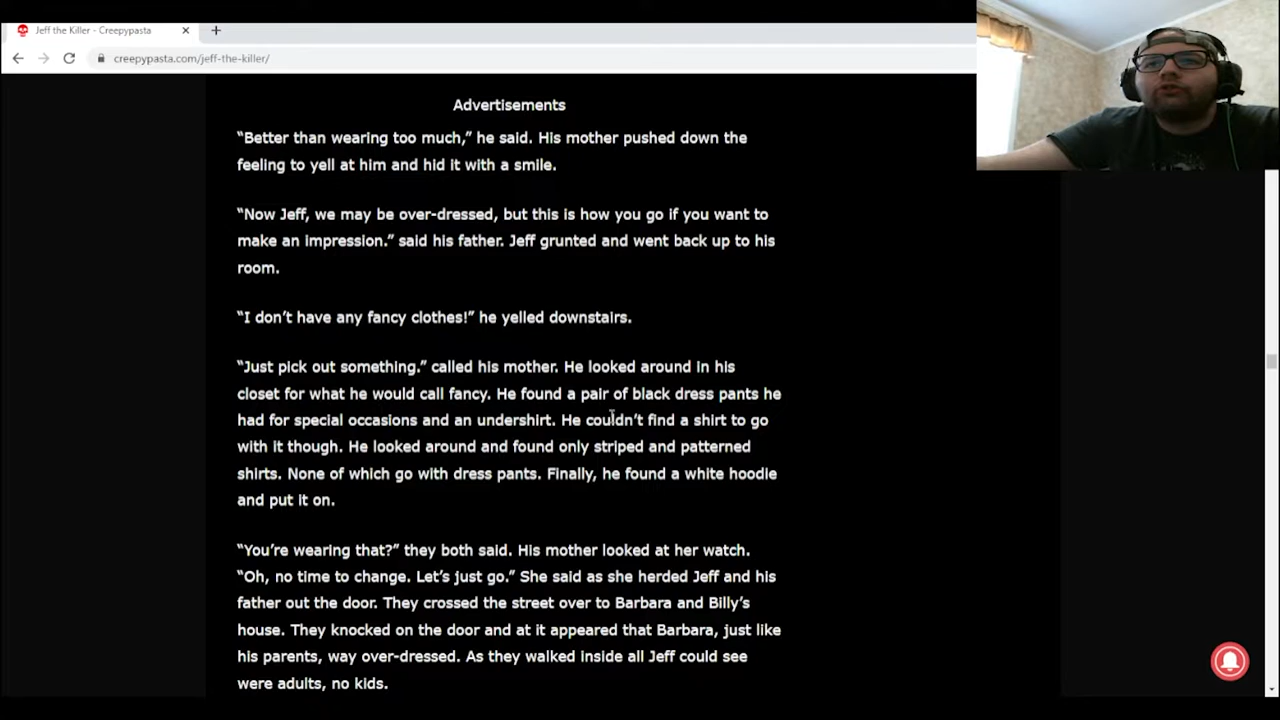 Jeff the Killer - Creepypasta
creepypasta.com/jeff-the-killer/
Advertisements
“Better than wearing too much,” he said. His mother pushed down the
feeling to yell at him and hid it with a smile.
“Now Jeff, we may be over-dressed, but this is how you go if you want to
make an impression.” said his father. Jeff grunted and went back up to his
room.
“I don’t have any fancy clothes!” he yelled downstairs.
“Just pick out something.” called his mother. He looked around in his
closet for what he would call fancy. He found a pair of black dress pants he
had for special occasions and an undershirt. He couldn’t find a shirt to go
with it though. He looked around and found only striped and patterned
shirts. None of which go with dress pants. Finally, he found a white hoodie
and put it on.
“You’re wearing that?” they both said. His mother looked at her watch.
“Oh, no time to change. Let’s just go.” She said as she herded Jeff and his
father out the door. They crossed the street over to Barbara and Billy’s
house. They knocked on the door and at it appeared that Barbara, just like
his parents, way over-dressed. As they walked inside all Jeff could see
were adults, no kids.